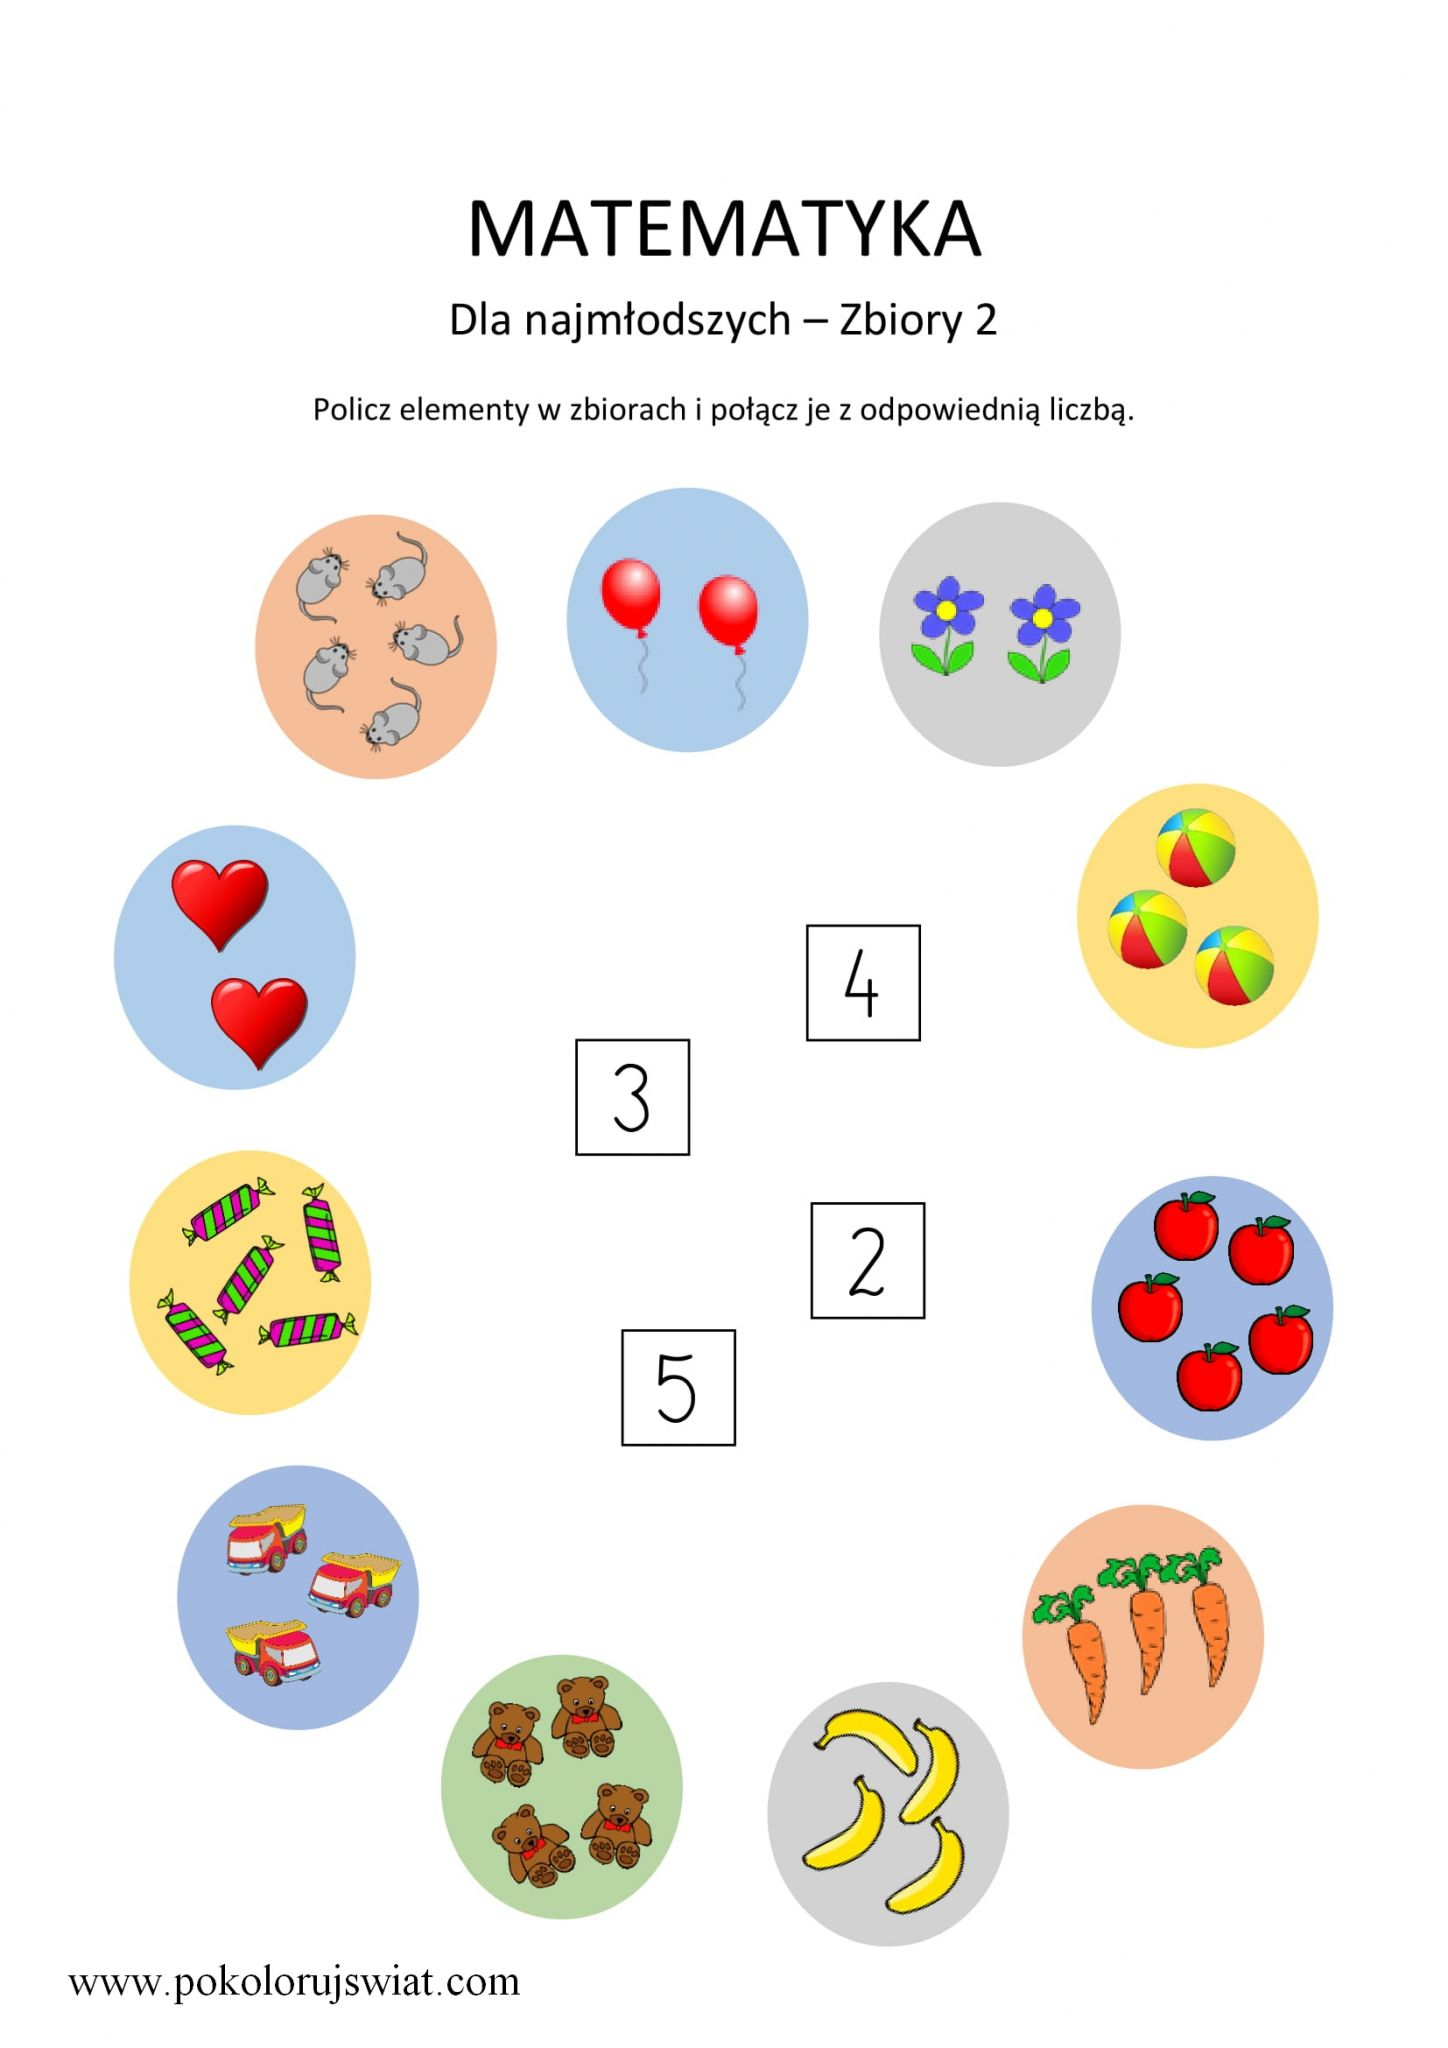 MATEMATYKA
Dla najmłodszych – Zbiory 2
Policz elementy w zbiorach i połącz je z odpowiednią liczbą.
4
3
2
5
www.pokolorujswiat.com